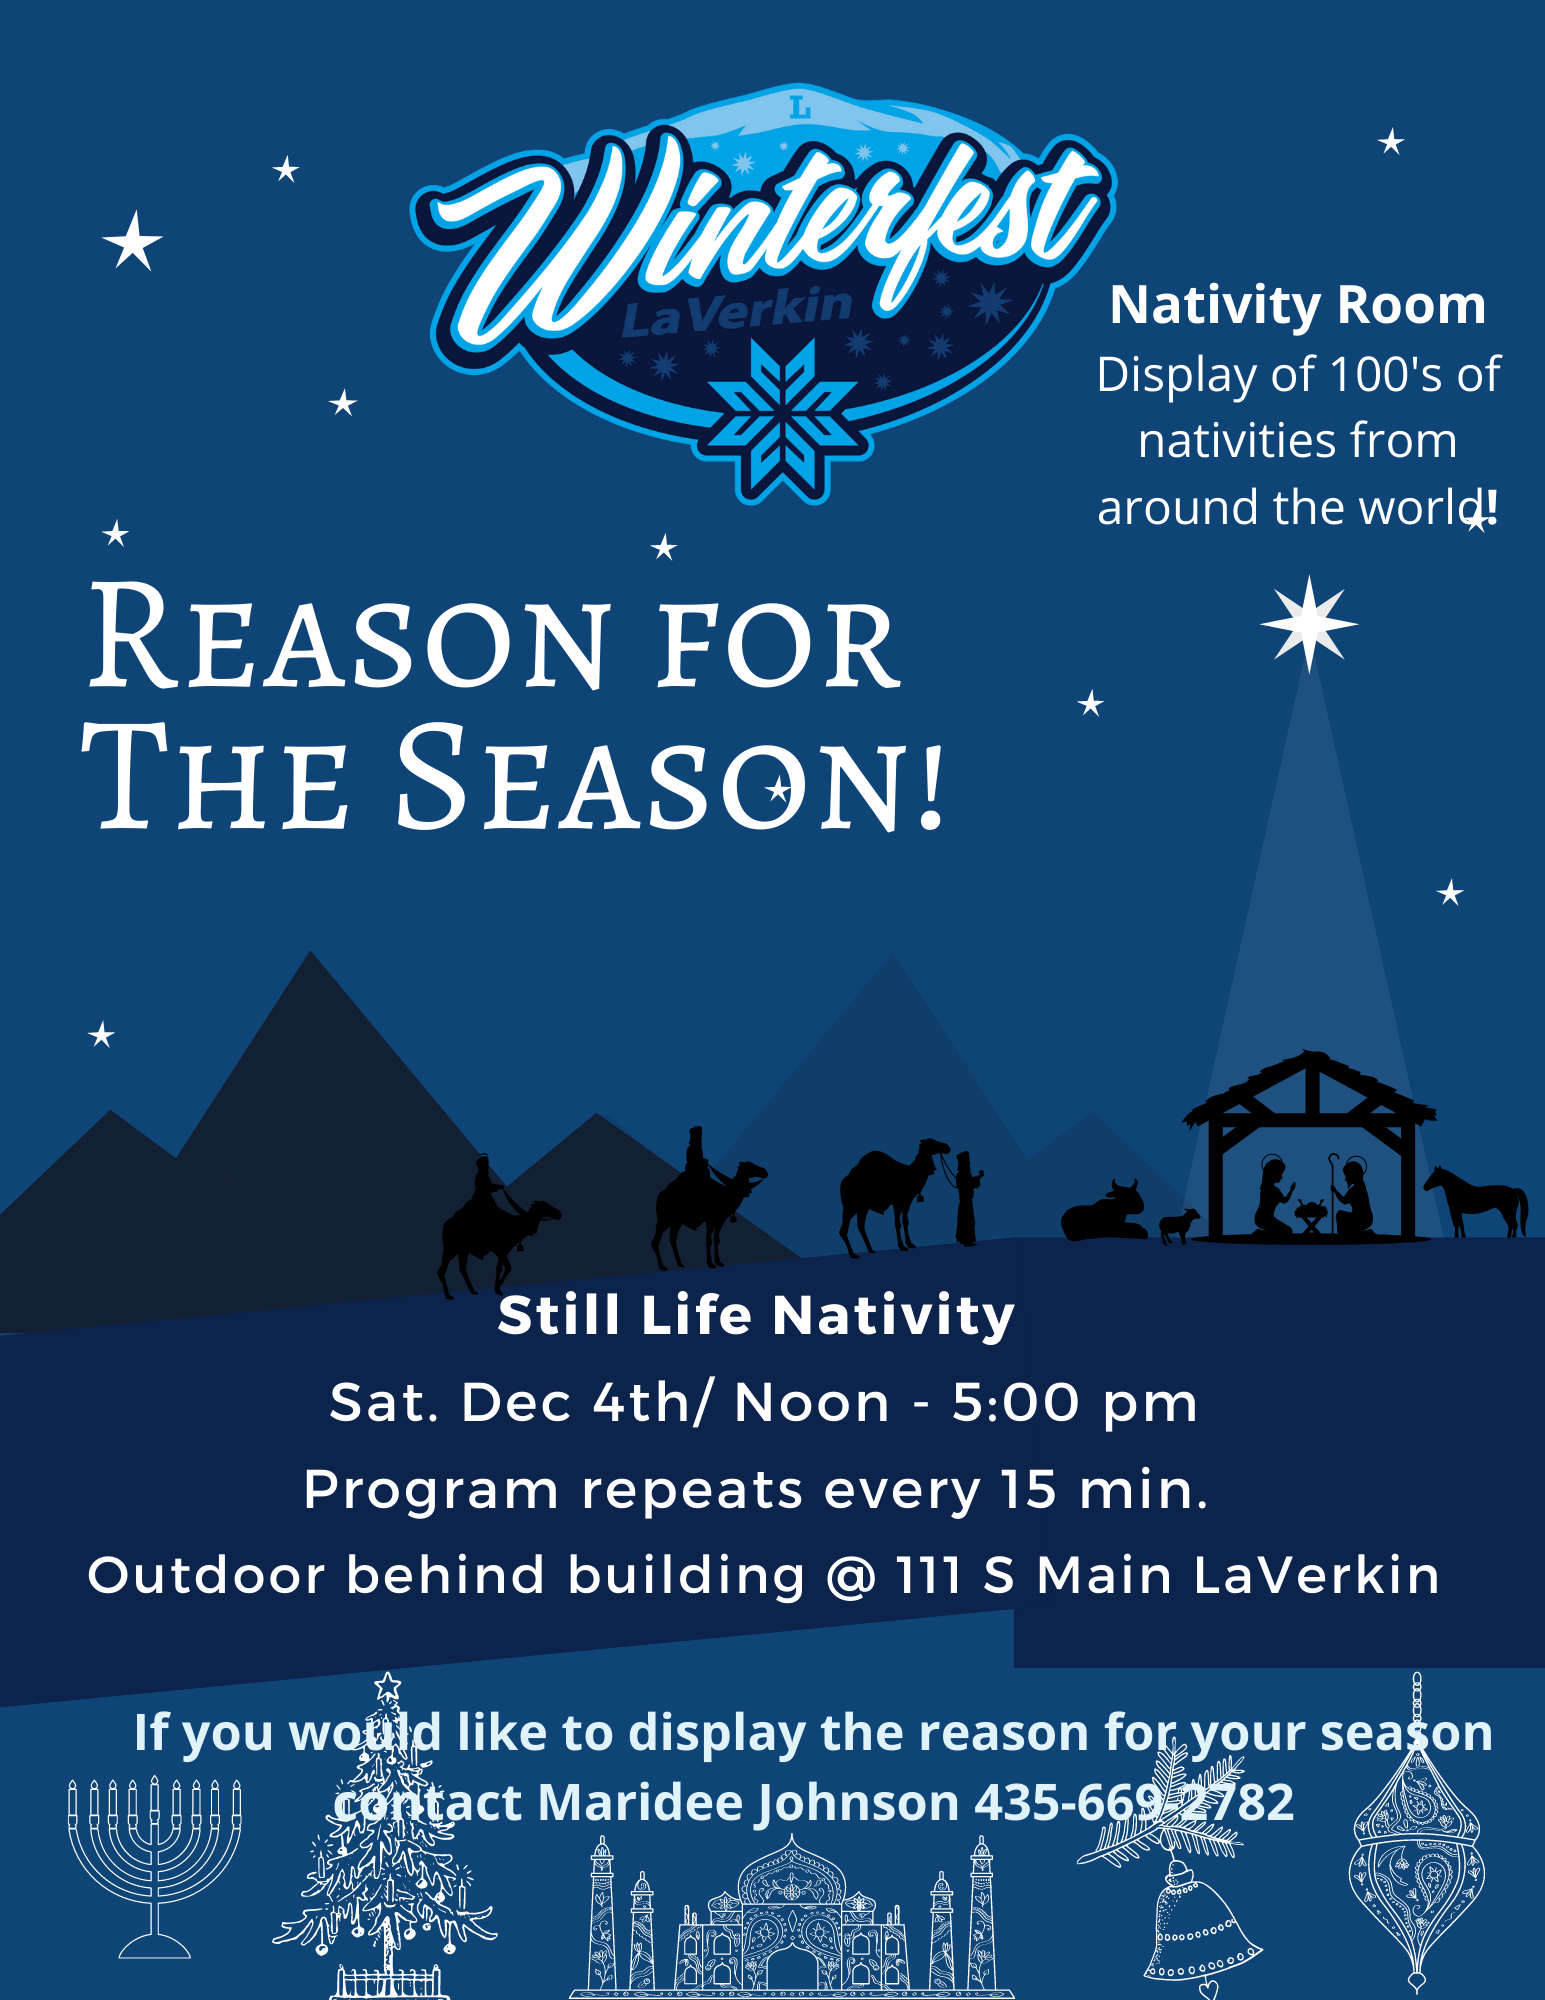 L
Winterfest
LaVerkin
Nativity Room
Display of 100's of
nativities from
around the world!
Reason for
The Season!
Still Life Nativity
Sat. Dec 4th/ Noon - 5:00 pm
Program repeats every 15 min.
Outdoor behind building @ 111 S Main LaVerkin
If you would like to display the reason for your season
contact Maridee Johnson 435-669-2782